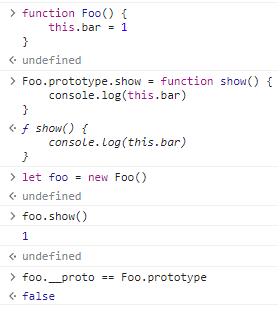 > function Foo() {
      this.bar = 1
  }
< undefined
> Foo.prototype.show = function show() {
      console.log(this.bar)
  }
< ƒ show() {
      console.log(this.bar)
  }
> let foo = new Foo()
< undefined
> foo.show()
  1
< undefined
> foo.__proto == Foo.prototype
< false